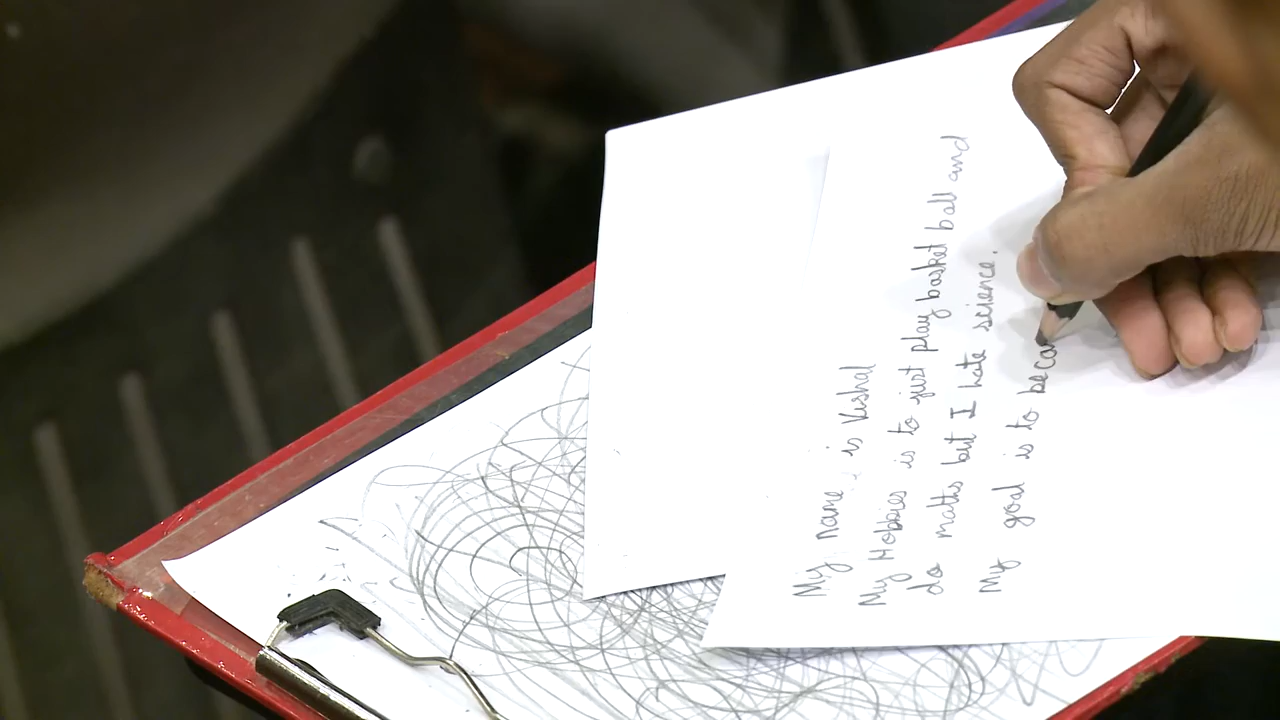 My name is Vishal
My Hobbies is to just play basket ball and
do maths but I hate science.
My goal is to beca